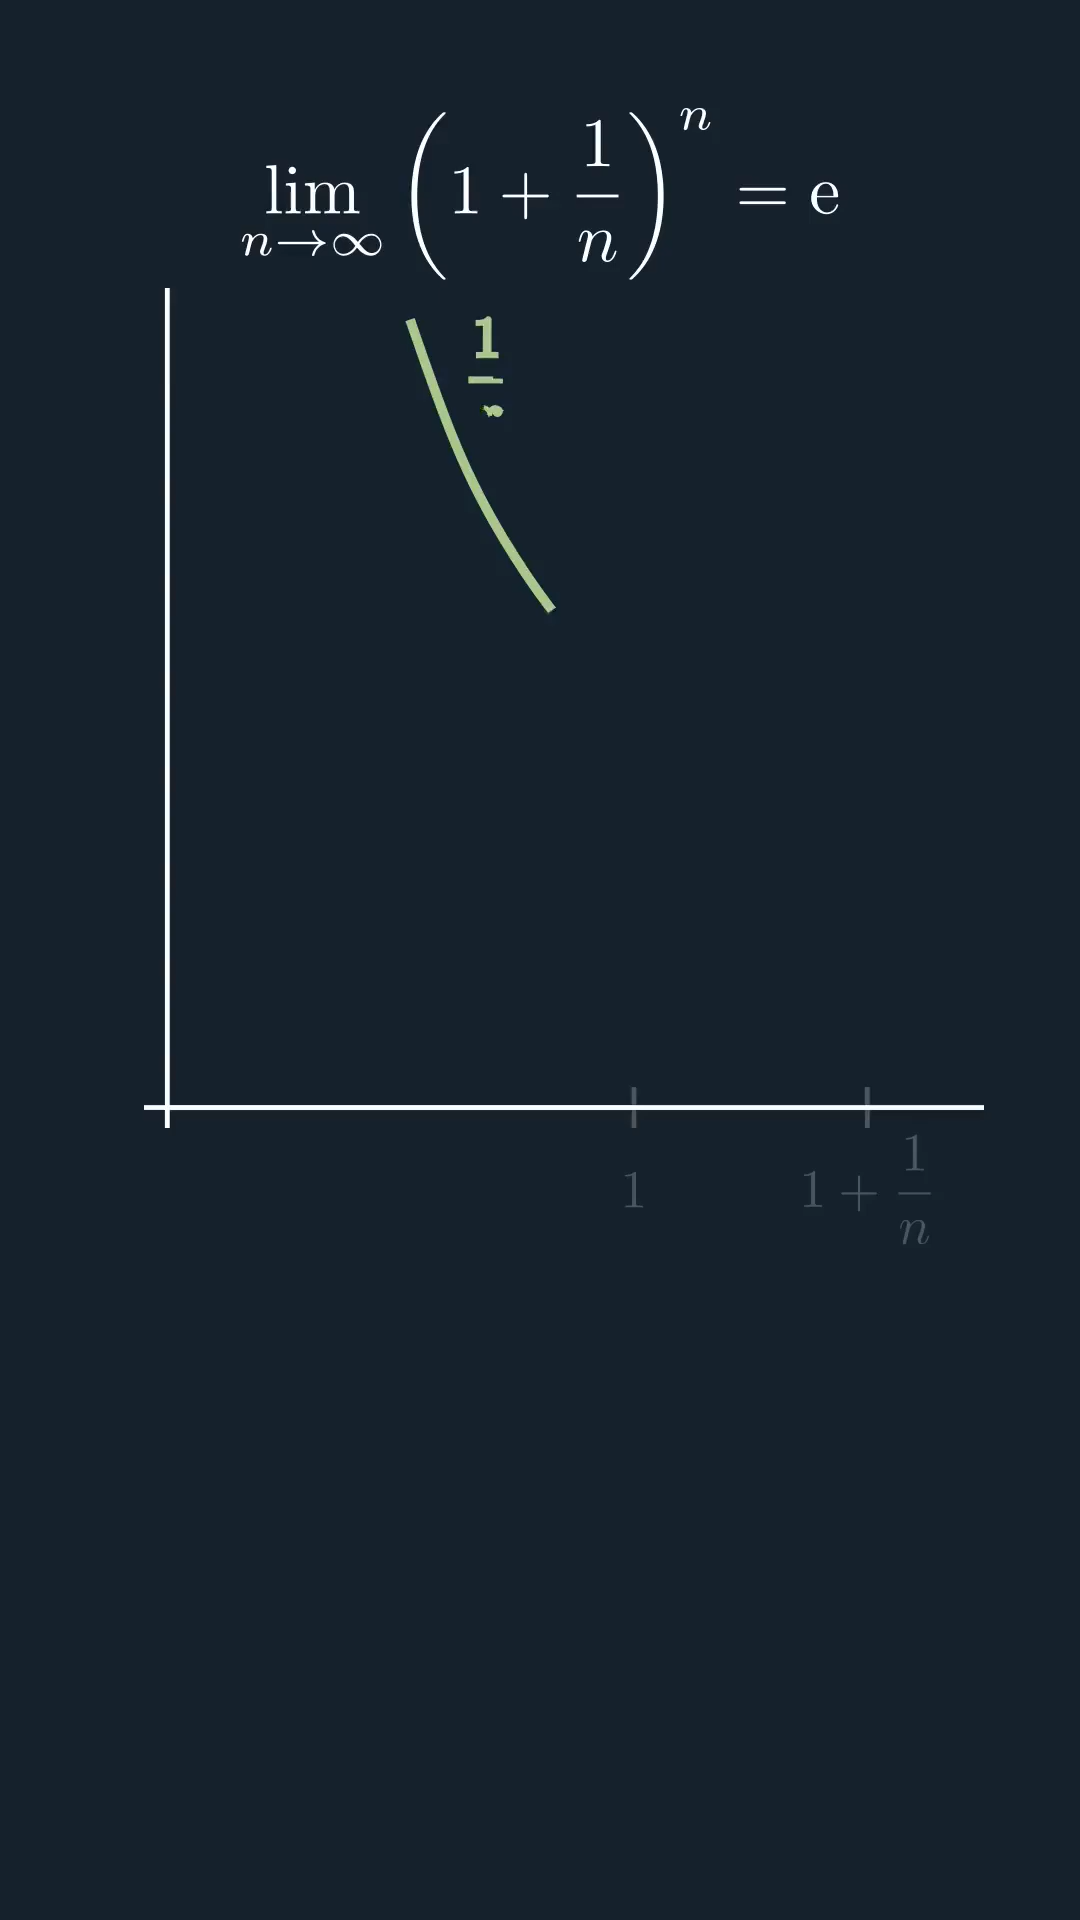 lim n→∞ (1 + 1/n)^n = e
1
1 1 + 1/n